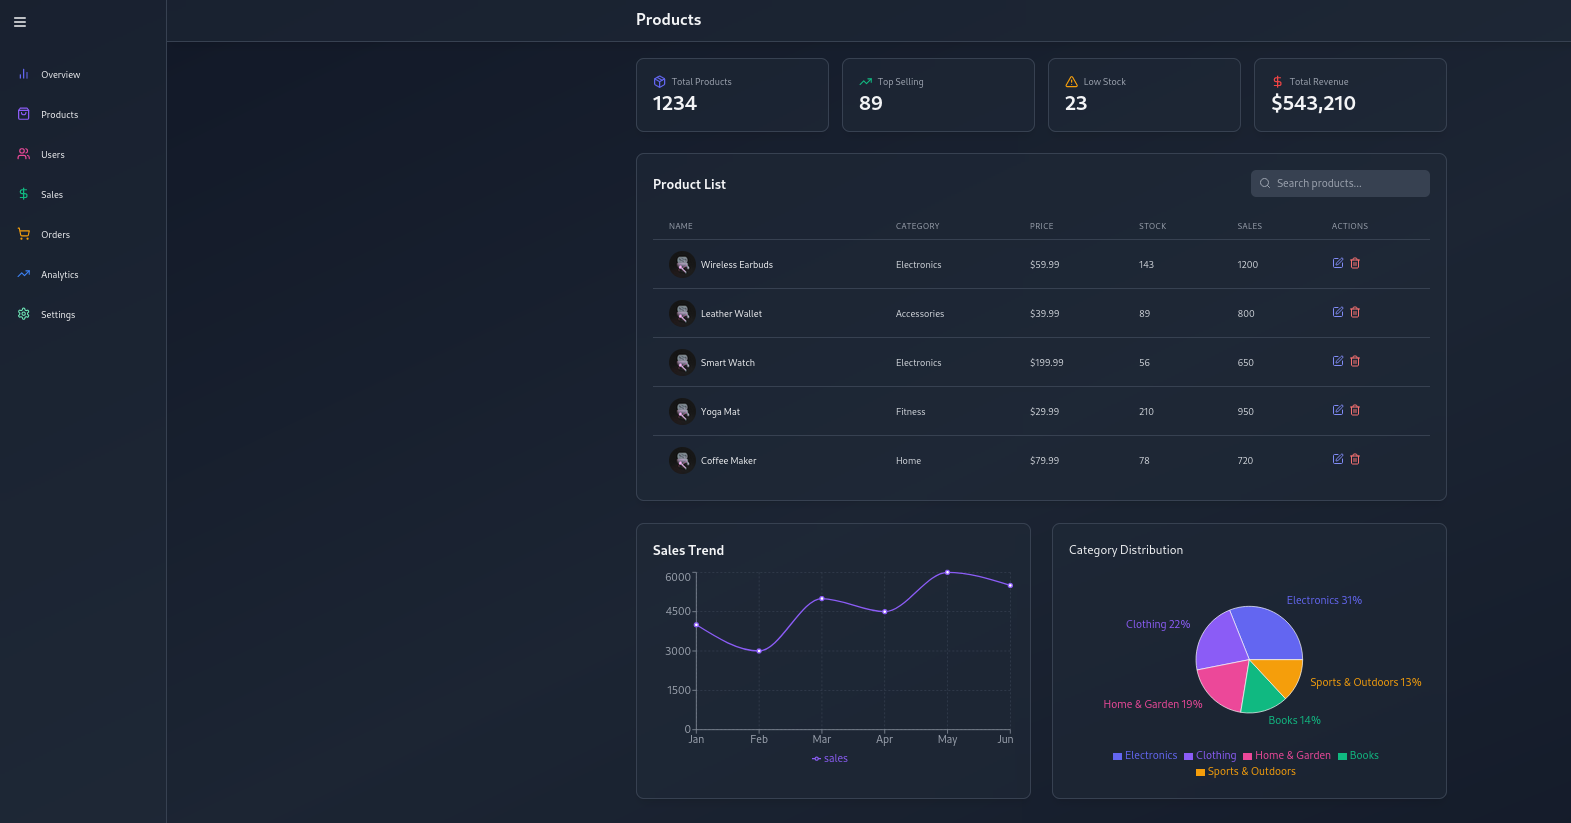 Products
Overview
Products
Users
Sales
Orders
Analytics
Settings
Total Products
1234
Top Selling
89
Low Stock
23
Total Revenue
$543,210
Product List
Search products...
NAME CATEGORY PRICE STOCK SALES ACTIONS
Wireless Earbuds Electronics $59.99 143 1200
Leather Wallet Accessories $39.99 89 800
Smart Watch Electronics $199.99 56 650
Yoga Mat Fitness $29.99 210 950
Coffee Maker Home $79.99 78 720
Sales Trend
6000
4500
3000
1500
0
Jan Feb Mar Apr May Jun
sales
Category Distribution
Electronics 31%
Clothing 22%
Sports & Outdoors 13%
Home & Garden 19%
Books 14%
Electronics Clothing Home & Garden Books
Sports & Outdoors